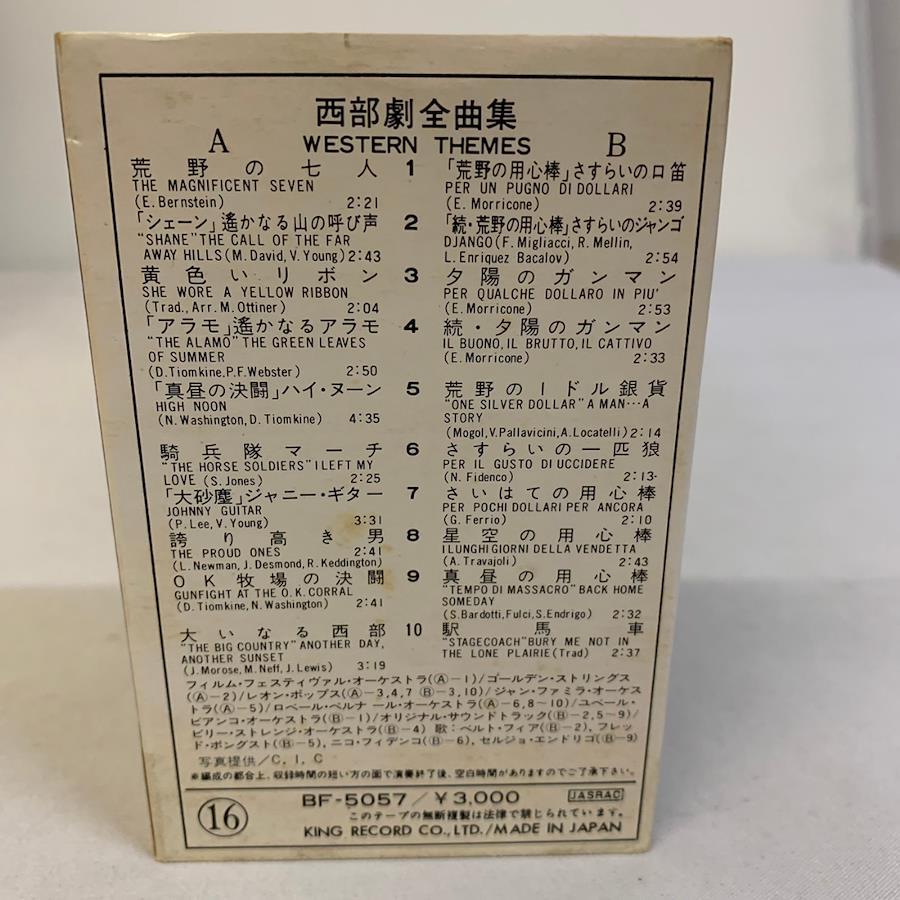 西部劇全曲集
WESTERN THEMES
A
荒野の七人 1
THE MAGNIFICENT SEVEN
(E. Bernstein) 2:21
「シェーン」遙かなる山の呼び声 2
"SHANE" THE CALL OF THE FAR
AWAY HILLS (M. David, V. Young) 2:43
黄色いリボン 3
SHE WORE A YELLOW RIBBON
(Trad., Arr. M. Ottiner) 2:04
「アラモ」遙かなるアラモ 4
"THE ALAMO" THE GREEN LEAVES
OF SUMMER
(D. Tiomkine, P.F. Webster) 2:50
「真昼の決闘」ハイ・ヌーン 5
HIGH NOON
(N. Washington, D. Tiomkine) 4:35
騎兵隊マーチ 6
"THE HORSE SOLDIERS" I LEFT MY
LOVE (S. Jones) 2:25
「大砂塵」ジャニー・ギター 7
JOHNNY GUITAR
(P. Lee, V. Young) 3:31
誇り高き男 8
THE PROUD ONES 2:41
(L. Newman, J. Desmond, R. Keddington)
OK牧場の決闘 9
GUNFIGHT AT THE O.K. CORRAL
(D. Tiomkine, N. Washington) 2:41
大いなる西部 10
"THE BIG COUNTRY" ANOTHER DAY,
ANOTHER SUNSET
(J. Morose, M. Neff, J. Lewis) 3:19
B
「荒野の用心棒」さすらいの口笛
PER UN PUGNO DI DOLLARI
(E. Morricone) 2:39
「続・荒野の用心棒」さすらいのジャンゴ
DJANGO (F. Migliacci, R. Mellin,
L. Enriquez Bacalov) 2:54
夕陽のガンマン
PER QUALCHE DOLLARO IN PIU'
(E. Morricone) 2:53
続・夕陽のガンマン
IL BUONO, IL BRUTTO, IL CATTIVO
(E. Morricone) 2:33
荒野の1ドル銀貨
"ONE SILVER DOLLAR" A MAN…A
STORY
(Mogol, V. Pallavicini, A. Locatelli) 2:14
さすらいの一匹狼
PER IL GUSTO DI UCCIDERE
(N. Fidenco) 2:13
さいはての用心棒
PER POCHI DOLLARI PER ANCORA
(G. Ferrio) 2:10
星空の用心棒
I LUNGHI GIORNI DELLA VENDETTA
(A. Travajoli) 2:43
真昼の用心棒
"TEMPO DI MASSACRO" BACK HOME
SOMEDAY
(S. Bardotti, Fulci, S. Endrigo) 2:32
駅馬車
"STAGECOACH" BURY ME NOT IN
THE LONE PLAIRIE (Trad) 2:37
フィルム・フェスティヴァル・オーケストラ(Ⓐ-1)/ゴールデン・ストリングス
(Ⓐ-2)/レオン・ポップス(Ⓐ-3,4,7 Ⓑ-3,10)/ジャン・ファミラ・オーケス
トラ(Ⓐ-5)/ロベール・ベルナール・オーケストラ(Ⓐ-6,8~10)/ユベール・
ビアンコ・オーケストラ(Ⓑ-1)/オリジナル・サウンドトラック(Ⓑ-2,5~9)/
ビリー・ストレンジ・オーケストラ(Ⓑ-4) 歌：ベルト・フィア(Ⓑ-2)、フレッ
ド・ボングスト(Ⓑ-5)、ニコ・フィデンコ(Ⓑ-6)、セルジョ・エンドリゴ(Ⓑ-9)
写真提供/C.I.C
※編成の都合上、収録時間の短い方の面で演奏終了後、空白時間がありますのでご了承下さい。
⑯
BF-5057/¥3,000 JASRAC
このテープの無断複製は法律で禁じられています。
KING RECORD CO., LTD./MADE IN JAPAN